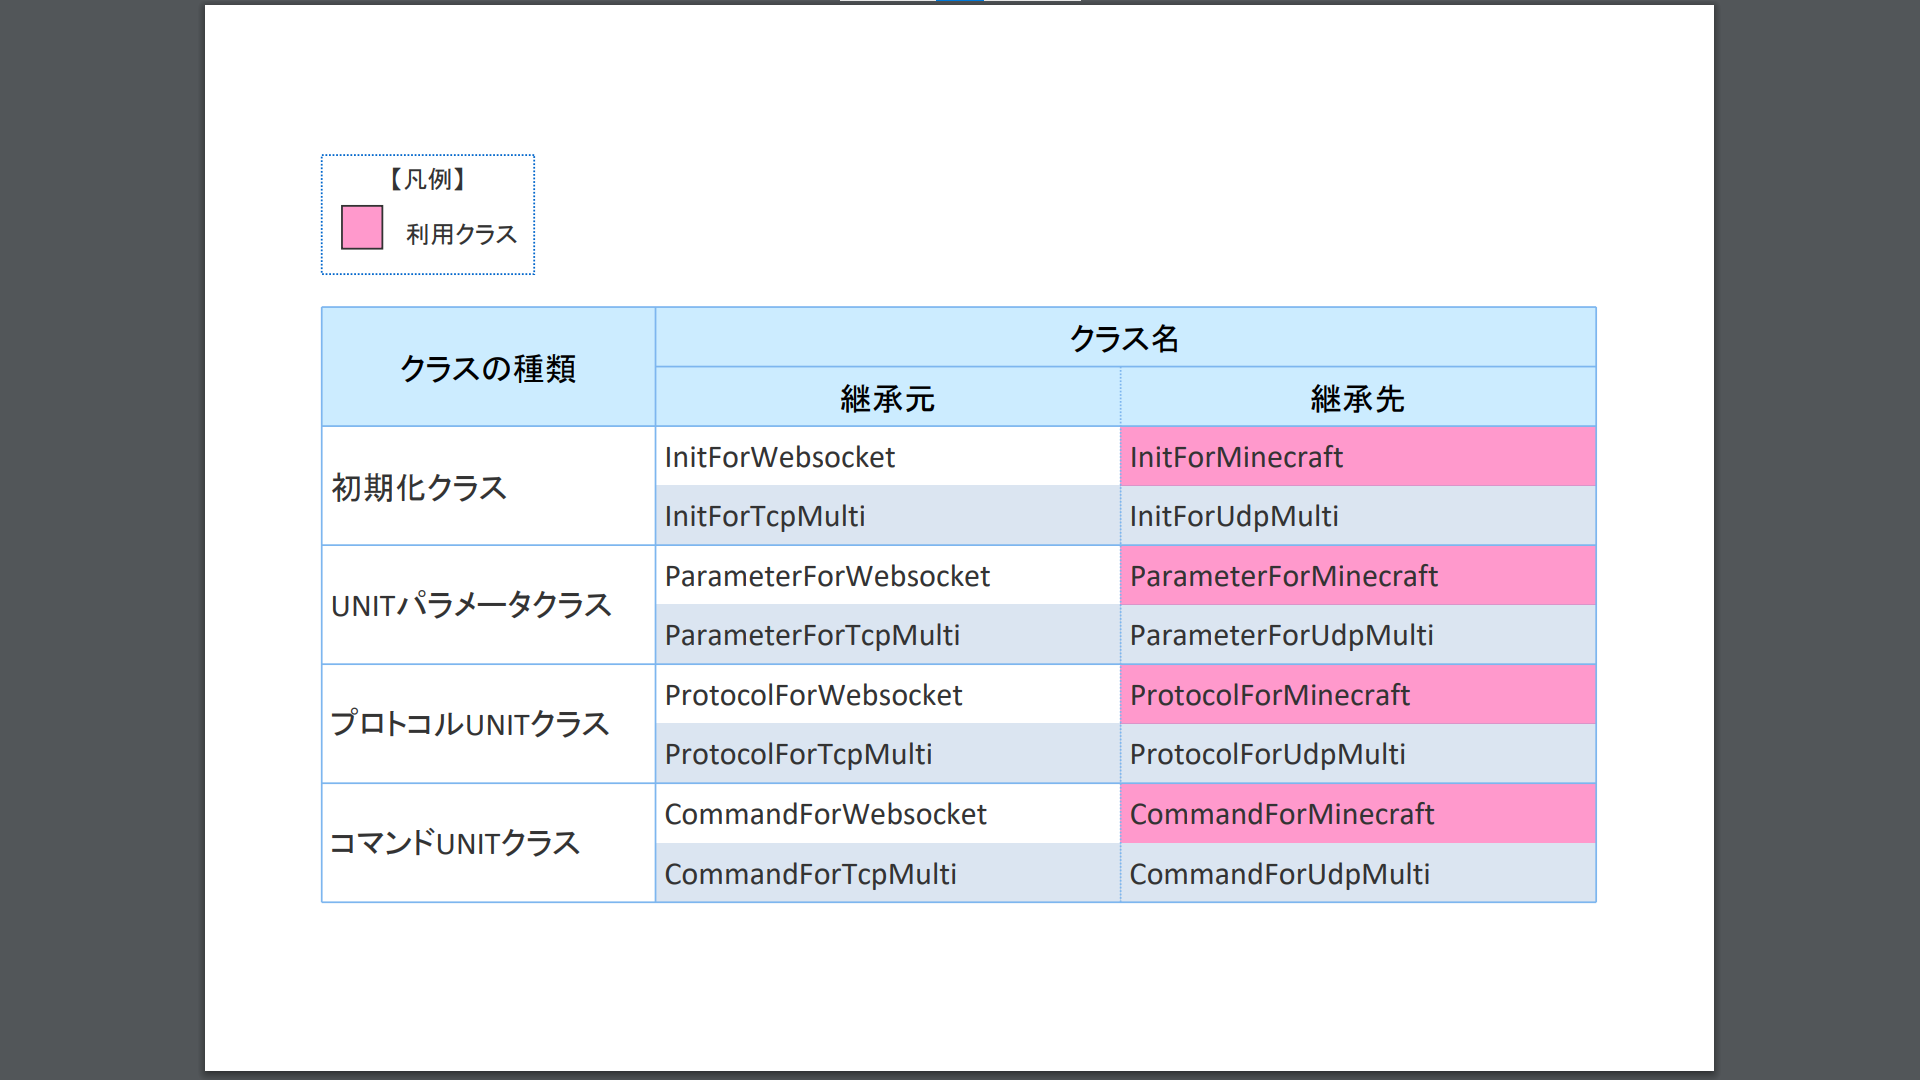 【凡例】
利用クラス
クラスの種類
クラス名
継承元
継承先
初期化クラス
InitForWebsocket
InitForMinecraft
InitForTcpMulti
InitForUdpMulti
UNITパラメータクラス
ParameterForWebsocket
ParameterForMinecraft
ParameterForTcpMulti
ParameterForUdpMulti
プロトコルUNITクラス
ProtocolForWebsocket
ProtocolForMinecraft
ProtocolForTcpMulti
ProtocolForUdpMulti
コマンドUNITクラス
CommandForWebsocket
CommandForMinecraft
CommandForTcpMulti
CommandForUdpMulti